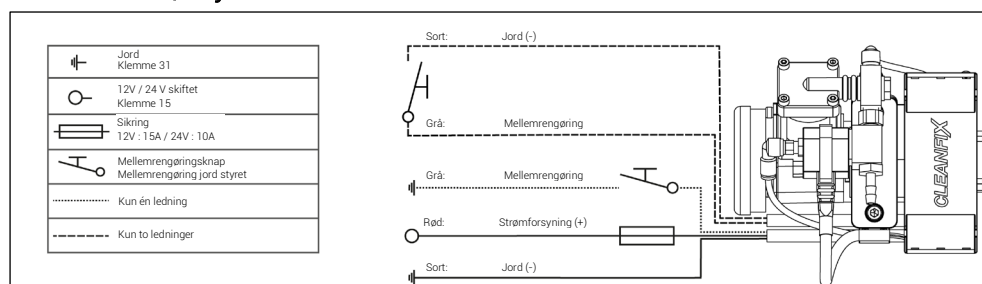 Jord
Klemme 31
12V / 24 V skiftet
Klemme 15
Sikring
12V : 15A / 24V : 10A
Mellemrengøringsknap
Mellemrengøring jord styret
Kun én ledning
Kun to ledninger
Sort: Jord (-)
Grå: Mellemrengøring
Grå: Mellemrengøring
Rød: Strømforsyning (+)
Sort: Jord (-)
CLEANFIX